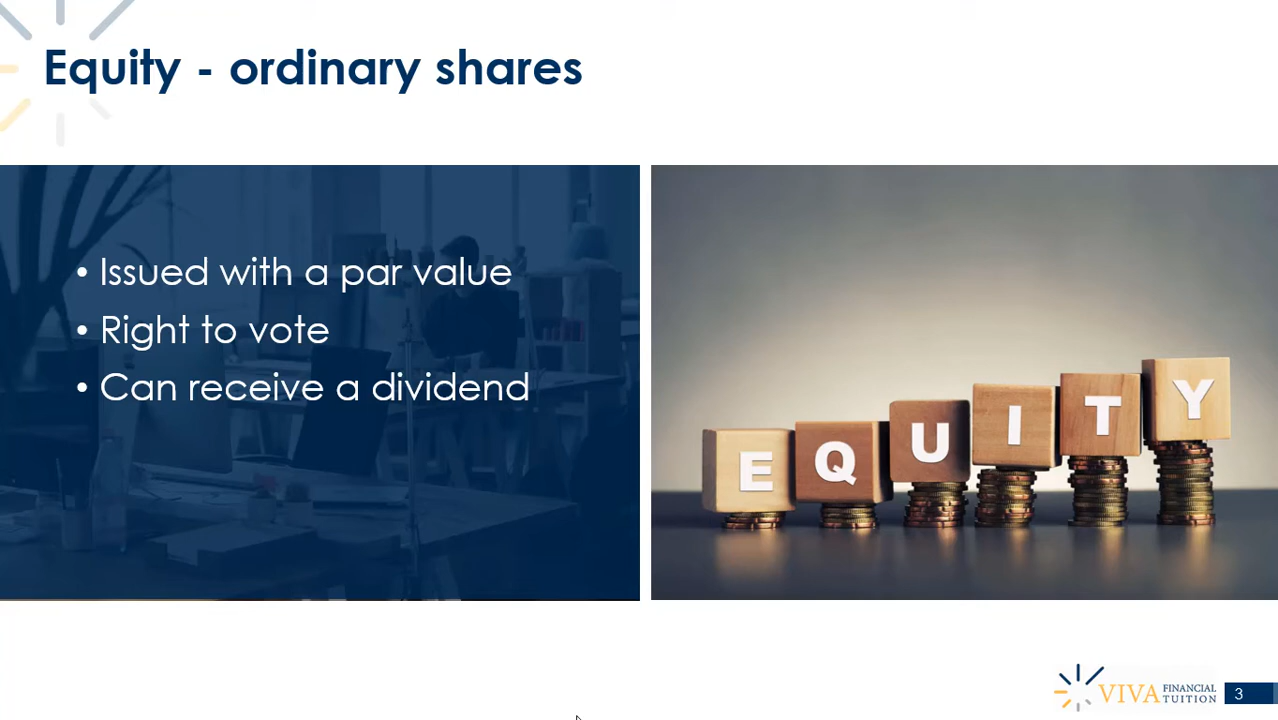 Equity - ordinary shares
• Issued with a par value
• Right to vote
• Can receive a dividend
EQUITY
VIVA FINANCIAL
TUITION
3